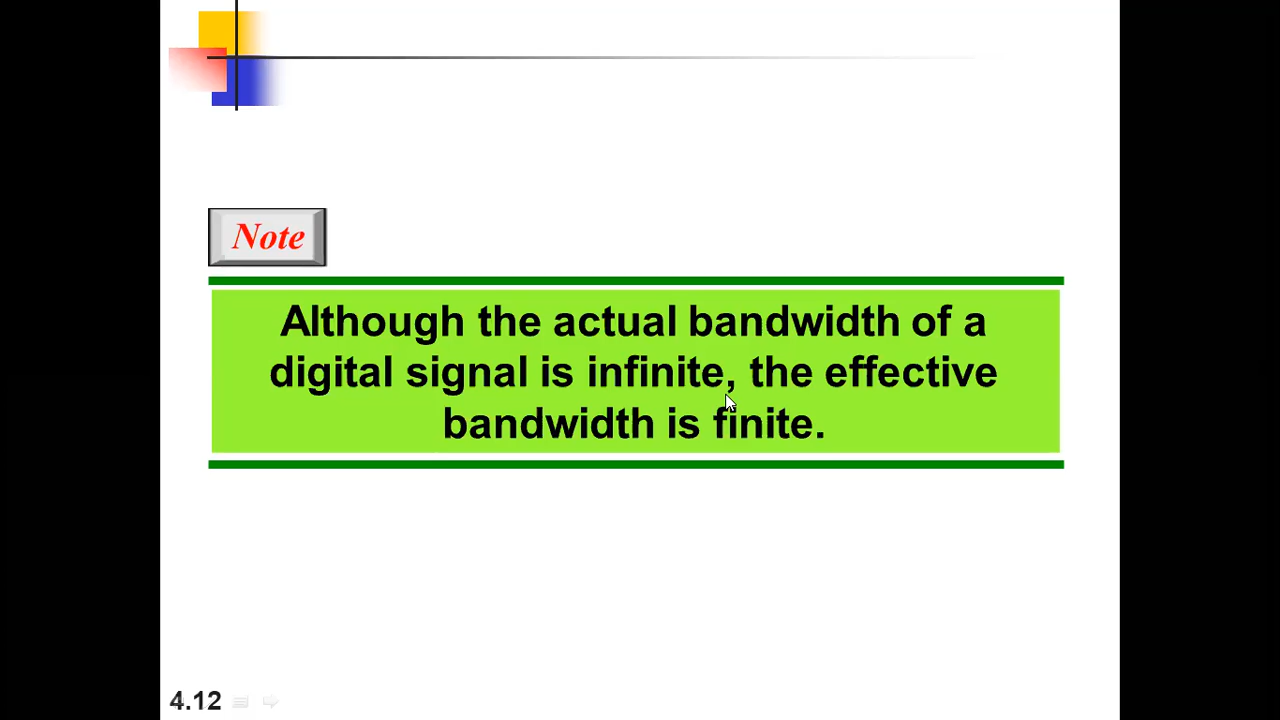 Note
Although the actual bandwidth of a
digital signal is infinite, the effective
bandwidth is finite.
4.12